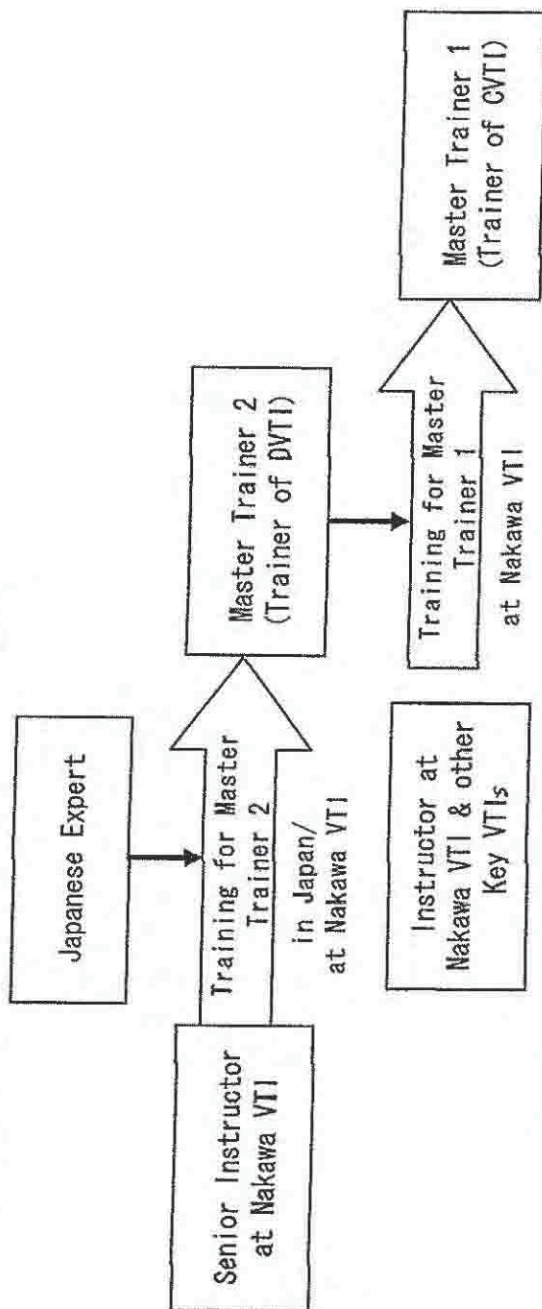 Japanese Expert
Senior Instructor
at Nakawa VTI
Training for Master
Trainer 2
in Japan/
at Nakawa VTI
Master Trainer 2
(Trainer of DVTI)
Instructor at
Nakawa VTI & other
Key VTIs
Training for Master
Trainer 1
at Nakawa VTI
Master Trainer 1
(Trainer of CVTI)